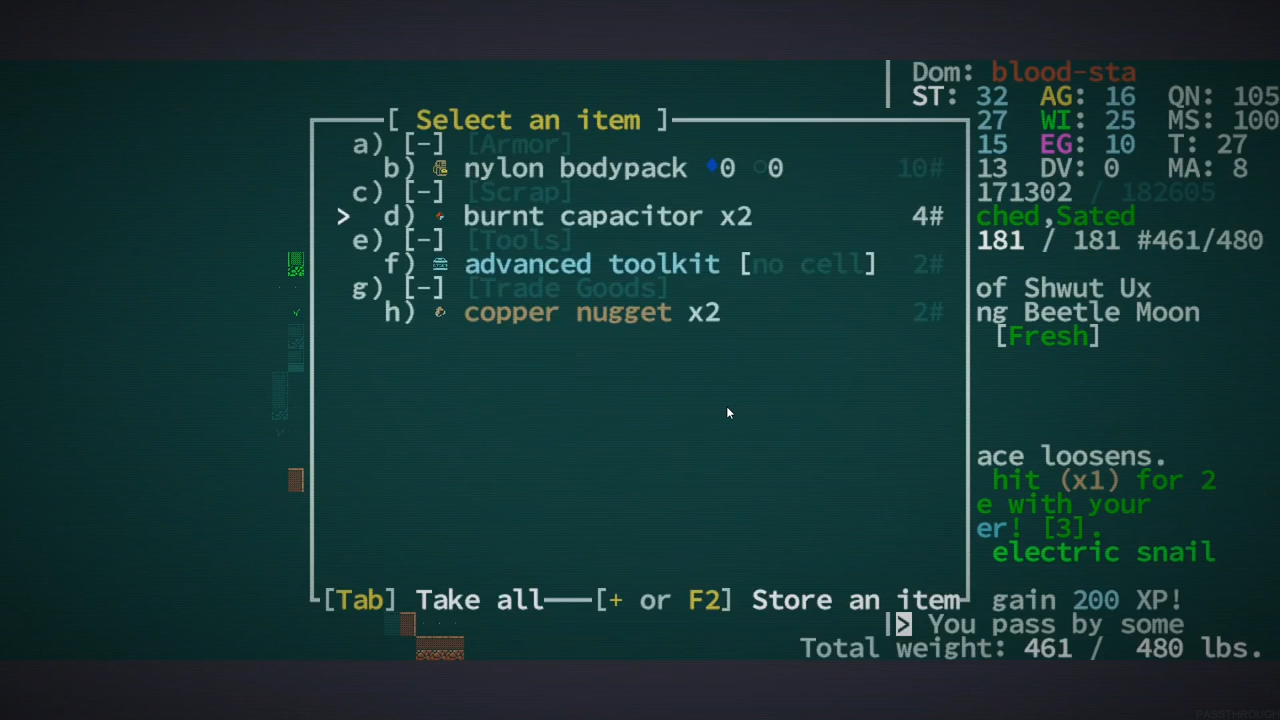 Dom: blood-sta
ST: 32 AG: 16 QN: 105
[ Select an item ]
27 WI: 25 MS: 100
a) [-] [Armor]
15 EG: 10 T: 27
b) nylon bodypack 0 0 10#
13 DV: 0 MA: 8
c) [-] [Scrap]
171302 / 182605
> d) burnt capacitor x2 4#
ched,Sated
e) [-] [Tools]
181 / 181 #461/480
f) advanced toolkit [no cell] 2#
g) [-] [Trade Goods]
of Shwut Ux
h) copper nugget x2 2#
ng Beetle Moon
[Fresh]
ace loosens.
hit (x1) for 2
e with your
er! [3].
electric snail
[Tab] Take all [+ or F2] Store an item
gain 200 XP!
> You pass by some
Total weight: 461 / 480 lbs.